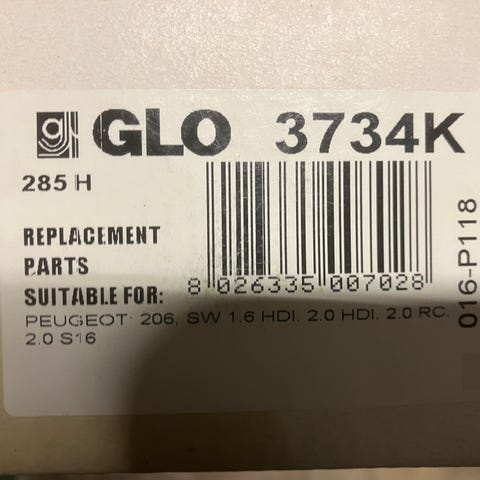 GLO 3734K
285 H
REPLACEMENT
PARTS
SUITABLE FOR:
8 026335 007028
PEUGEOT: 206, SW 1.6 HDI, 2.0 HDI, 2.0 RC,
2.0 S16
016-P118